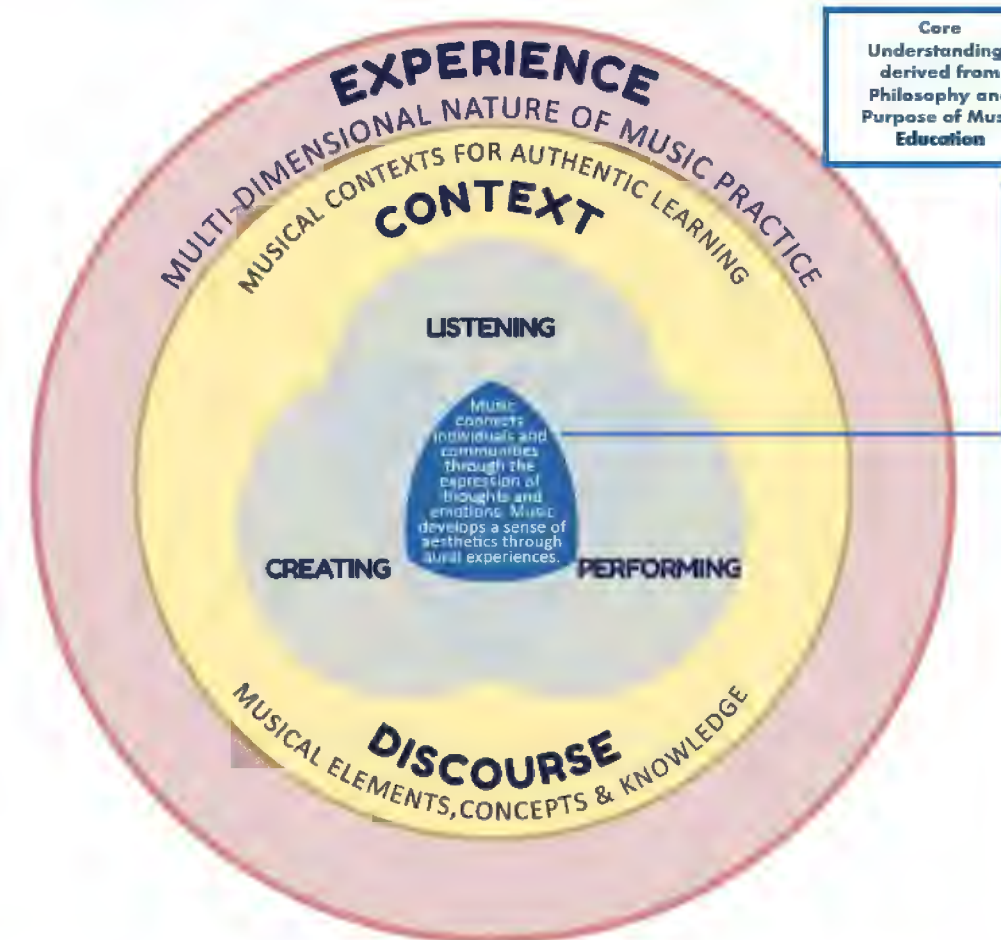 Core
Understanding
derived from
Philosophy and
Purpose of Mus
Education
EXPERIENCE
MULTI-DIMENSIONAL NATURE OF MUSIC PRACTICE
MUSICAL CONTEXTS FOR AUTHENTIC LEARNING
CONTEXT
LISTENING
Music
connects
individuals and
communities
through the
expression of
thoughts and
emotions. Music
develops a sense of
aesthetics through
aural experiences.
CREATING
PERFORMING
DISCOURSE
MUSICAL ELEMENTS, CONCEPTS & KNOWLEDGE